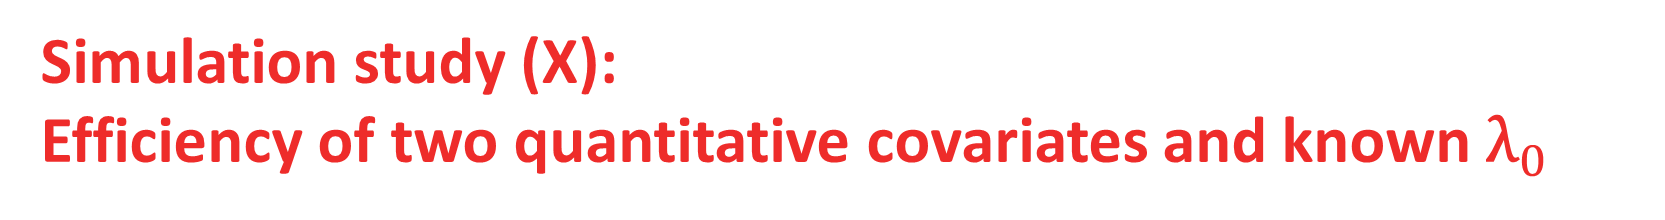 Simulation study (X):
Efficiency of two quantitative covariates and known λ₀